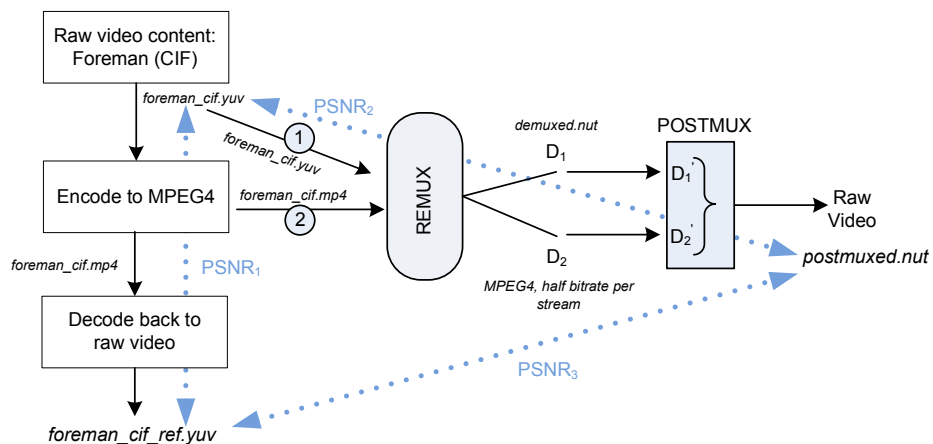 Raw video content:
Foreman (CIF)
foreman_cif.yuv
PSNR2
1
foreman_cif.yuv
demuxed.nut
POSTMUX
D1
D1'
Encode to MPEG4
foreman_cif.mp4
2
REMUX
Raw
Video
D2'
D2
foreman_cif.mp4
PSNR1
postmuxed.nut
MPEG4, half bitrate per
stream
Decode back to
raw video
PSNR3
foreman_cif_ref.yuv